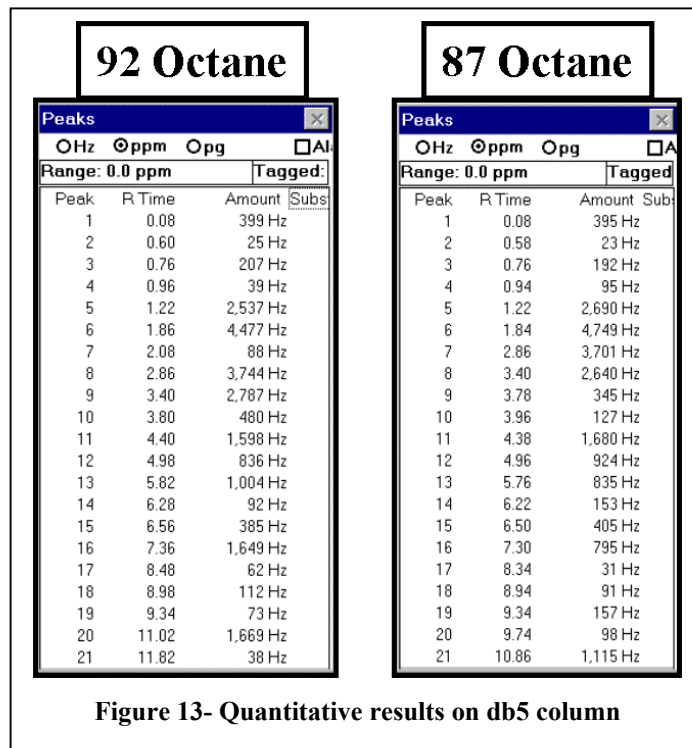 92 Octane
Peaks
Hz ppm pg Al
Range: 0.0 ppm Tagged:
Peak R Time Amount Subs
1 0.08 399 Hz
2 0.60 25 Hz
3 0.76 207 Hz
4 0.96 39 Hz
5 1.22 2,537 Hz
6 1.86 4,477 Hz
7 2.08 88 Hz
8 2.86 3,744 Hz
9 3.40 2,787 Hz
10 3.80 480 Hz
11 4.40 1,598 Hz
12 4.98 836 Hz
13 5.82 1,004 Hz
14 6.28 92 Hz
15 6.56 385 Hz
16 7.36 1,649 Hz
17 8.48 62 Hz
18 8.98 112 Hz
19 9.34 73 Hz
20 11.02 1,669 Hz
21 11.82 38 Hz
87 Octane
Peaks
Hz ppm pg A
Range: 0.0 ppm Tagged
Peak R Time Amount Sub
1 0.08 395 Hz
2 0.58 23 Hz
3 0.76 192 Hz
4 0.94 95 Hz
5 1.22 2,690 Hz
6 1.84 4,749 Hz
7 2.86 3,701 Hz
8 3.40 2,640 Hz
9 3.78 345 Hz
10 3.96 127 Hz
11 4.38 1,680 Hz
12 4.96 924 Hz
13 5.76 835 Hz
14 6.22 153 Hz
15 6.50 405 Hz
16 7.30 795 Hz
17 8.34 31 Hz
18 8.94 91 Hz
19 9.34 157 Hz
20 9.74 98 Hz
21 10.86 1,115 Hz
Figure 13- Quantitative results on db5 column